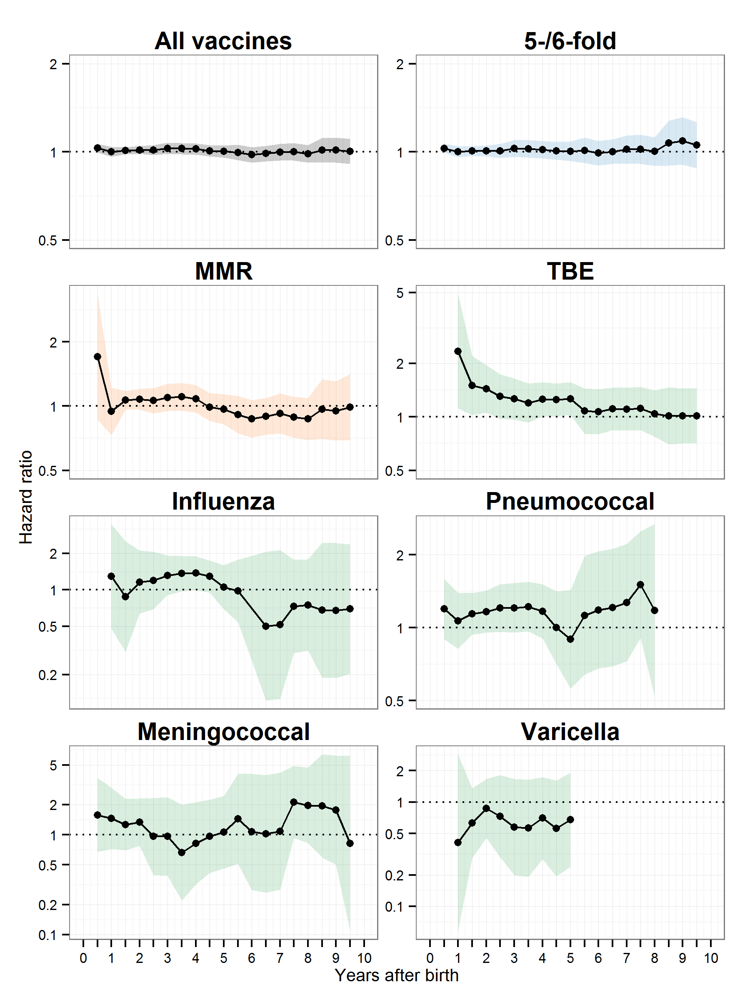 All vaccines
5-/6-fold
2
1
0.5
2
1
0.5
MMR
TBE
2
1
0.5
5
2
1
0.5
Hazard ratio
Influenza
Pneumococcal
2
1
0.5
0.2
2
1
0.5
Meningococcal
Varicella
5
2
1
0.5
0.2
0.1
2
1
0.5
0.2
0.1
0 1 2 3 4 5 6 7 8 9 10
0 1 2 3 4 5 6 7 8 9 10
Years after birth